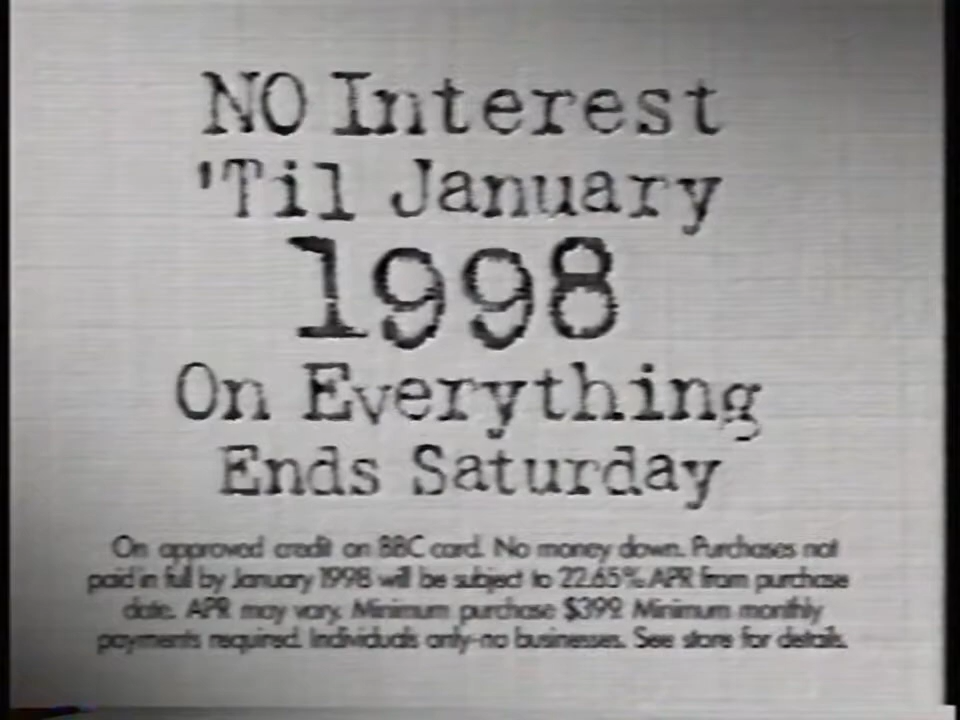 NO Interest
'Til January
1998
On Everything
Ends Saturday
On approved credit on BBC card. No money down. Purchases not
paid in full by January 1998 will be subject to 22.65% APR from purchase
date. APR may vary. Minimum purchase $399. Minimum monthly
payments required. Individuals only-no businesses. See store for details.